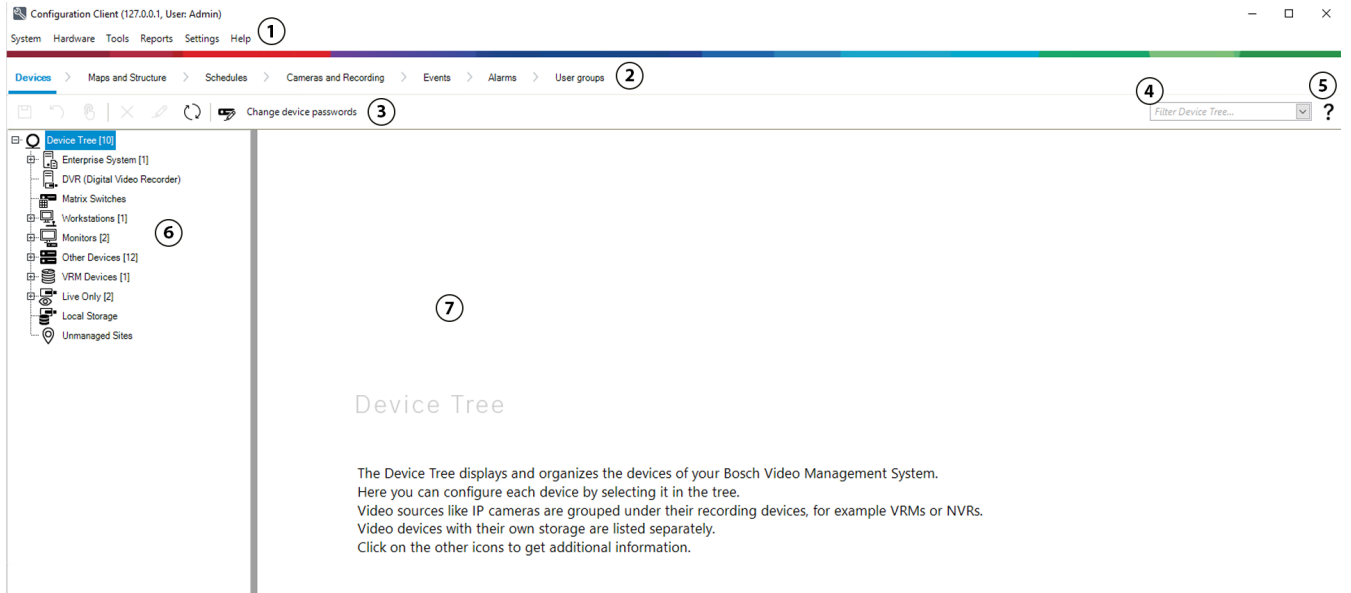 Configuration Client (127.0.0.1, User: Admin)
System Hardware Tools Reports Settings Help 1
Devices Maps and Structure Schedules Cameras and Recording Events Alarms User groups 2
4 5
Change device passwords 3 Filter Device Tree... ?
Device Tree [10]
Enterprise System [1]
DVR (Digital Video Recorder)
Matrix Switches
Workstations [1]
6
Monitors [2]
Other Devices [12]
VRM Devices [1]
Live Only [2]
7
Local Storage
Unmanaged Sites
Device Tree
The Device Tree displays and organizes the devices of your Bosch Video Management System.
Here you can configure each device by selecting it in the tree.
Video sources like IP cameras are grouped under their recording devices, for example VRMs or NVRs.
Video devices with their own storage are listed separately.
Click on the other icons to get additional information.